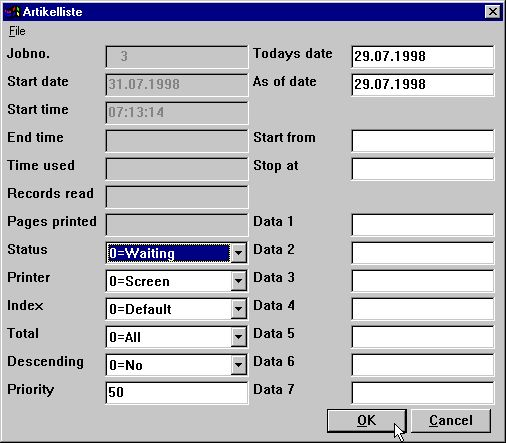 Artikelliste
File
Jobno. 3 Todays date 29.07.1998
Start date 31.07.1998 As of date 29.07.1998
Start time 07:13:14
End time Start from
Time used Stop at
Records read
Pages printed Data 1
Status 0=Waiting Data 2
Printer 0=Screen Data 3
Index 0=Default Data 4
Total 0=All Data 5
Descending 0=No Data 6
Priority 50 Data 7
OK Cancel